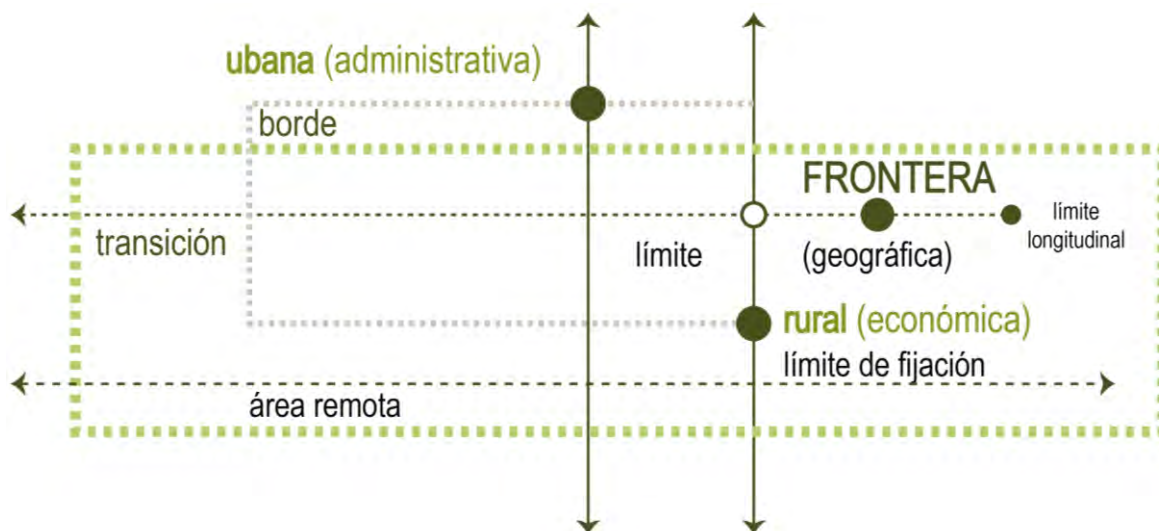 ubana (administrativa)
borde
FRONTERA
transición
límite
(geográfica)
límite
longitudinal
rural (económica)
límite de fijación
área remota